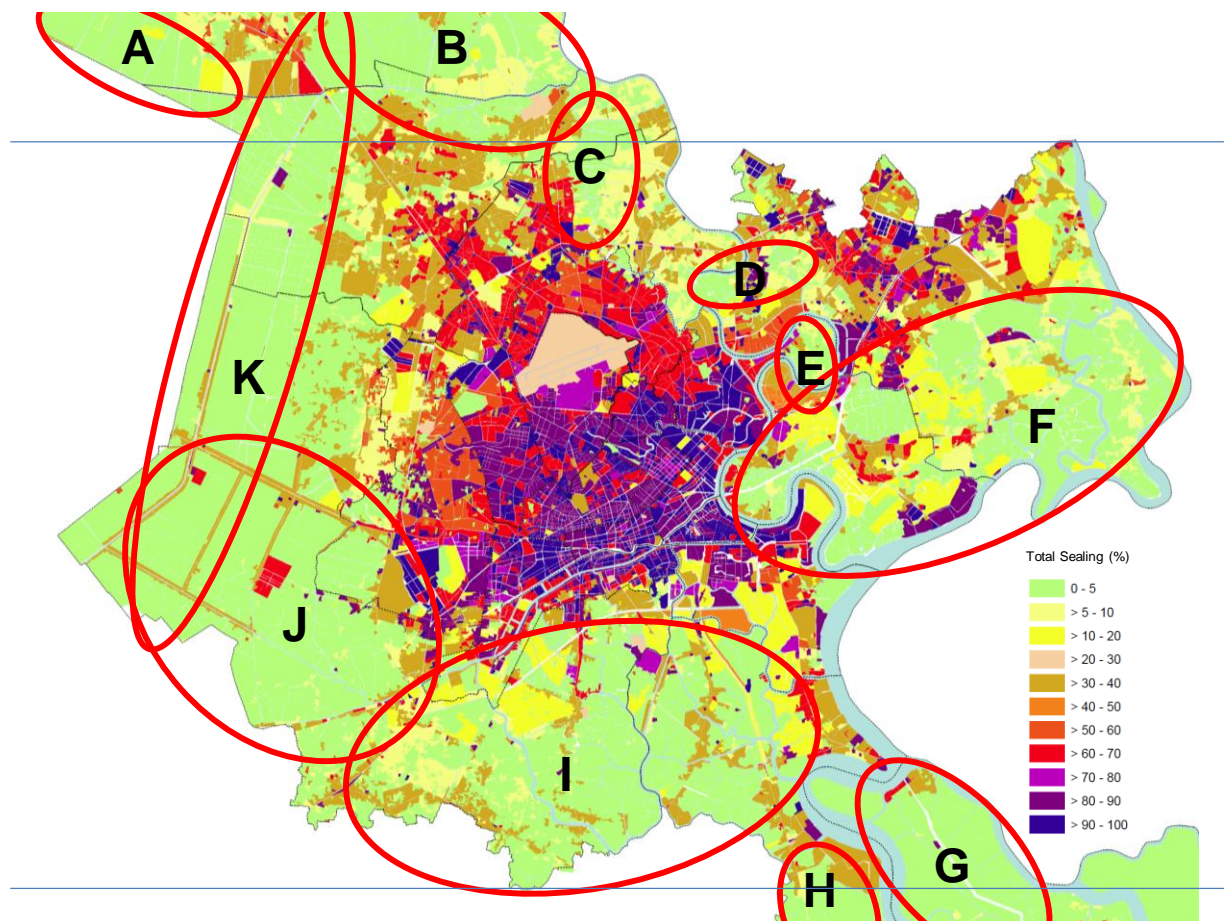 A
B
C
D
E
K
F
Total Sealing (%)
0 - 5
> 5 - 10
> 10 - 20
> 20 - 30
> 30 - 40
> 40 - 50
> 50 - 60
> 60 - 70
> 70 - 80
> 80 - 90
> 90 - 100
J
I
G
H